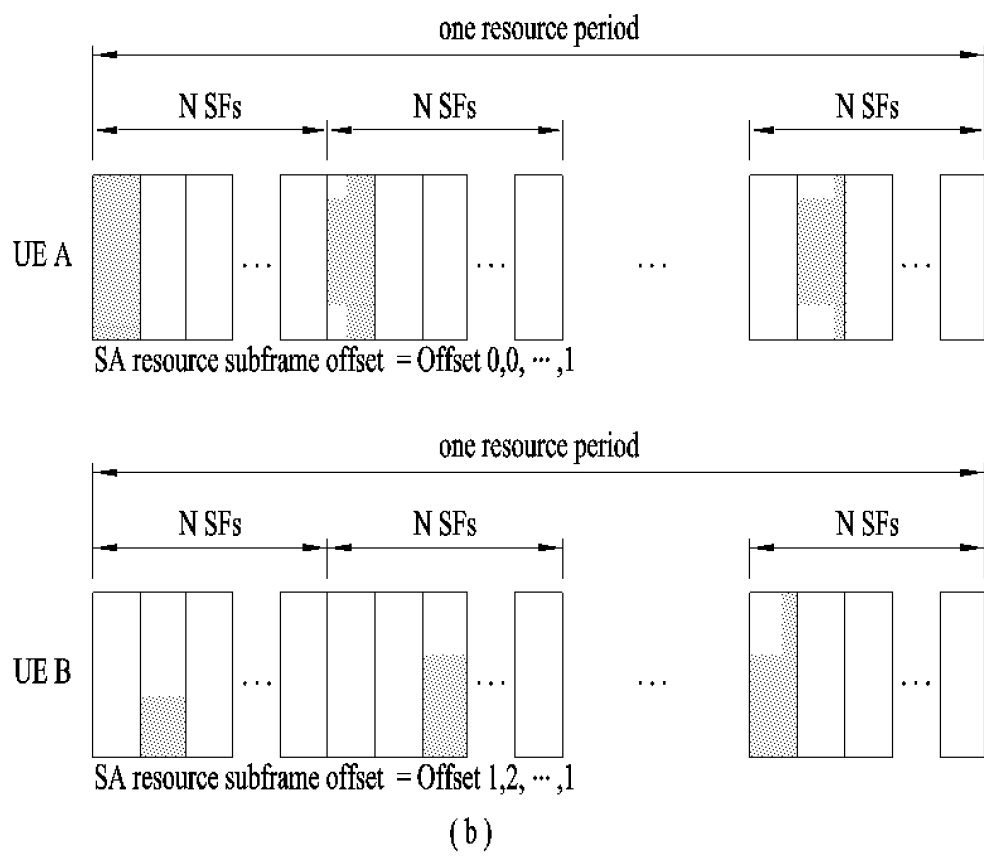 one resource period
N SFs
N SFs
N SFs
UE A
...
...
...
...
SA resource subframe offset = Offset 0,0, ··· ,1
one resource period
N SFs
N SFs
N SFs
UE B
...
...
...
...
SA resource subframe offset = Offset 1,2, ··· ,1
( b )